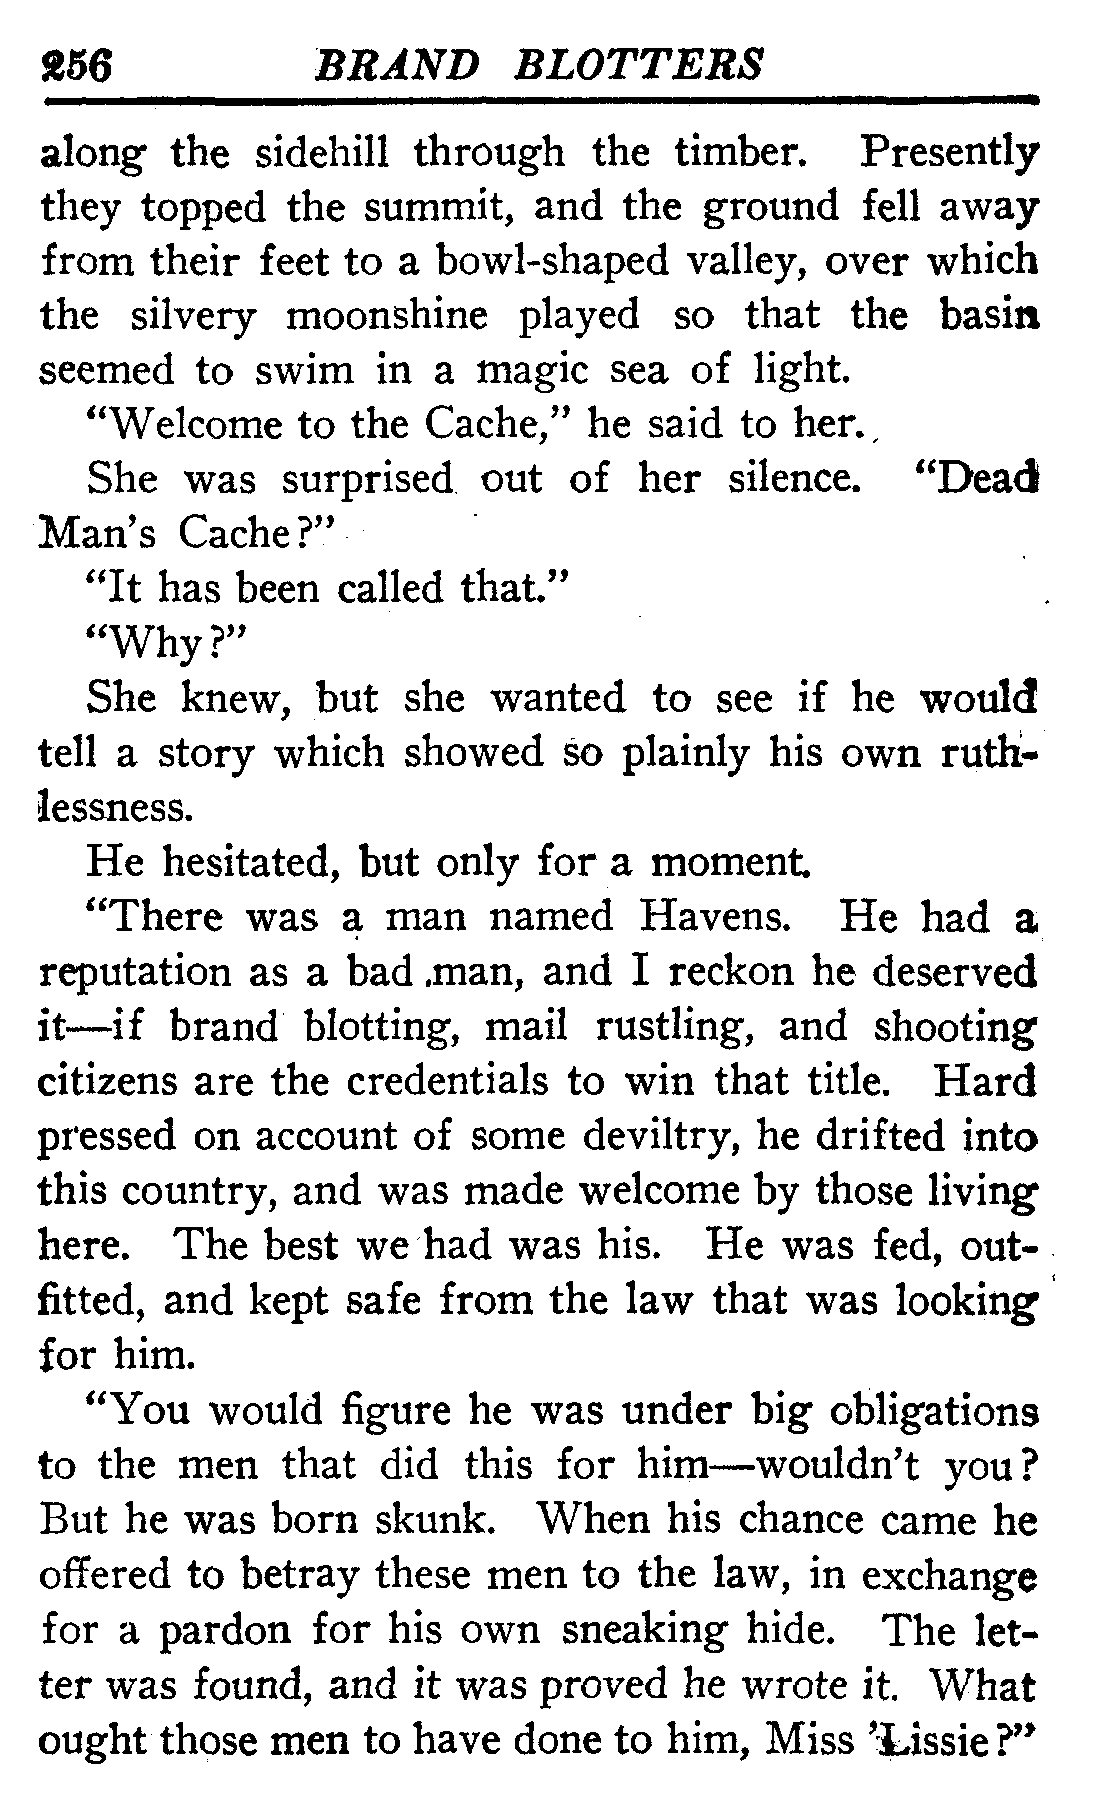 256 BRAND BLOTTERS
along the sidehill through the timber. Presently
they topped the summit, and the ground fell away
from their feet to a bowl-shaped valley, over which
the silvery moonshine played so that the basin
seemed to swim in a magic sea of light.
"Welcome to the Cache," he said to her.
She was surprised out of her silence. "Dead
Man's Cache?"
"It has been called that."
"Why?"
She knew, but she wanted to see if he would
tell a story which showed so plainly his own ruth-
lessness.
He hesitated, but only for a moment.
"There was a man named Havens. He had a
reputation as a bad man, and I reckon he deserved
it—if brand blotting, mail rustling, and shooting
citizens are the credentials to win that title. Hard
pressed on account of some deviltry, he drifted into
this country, and was made welcome by those living
here. The best we had was his. He was fed, out-
fitted, and kept safe from the law that was looking
for him.
"You would figure he was under big obligations
to the men that did this for him—wouldn't you?
But he was born skunk. When his chance came he
offered to betray these men to the law, in exchange
for a pardon for his own sneaking hide. The let-
ter was found, and it was proved he wrote it. What
ought those men to have done to him, Miss 'Lissie?"